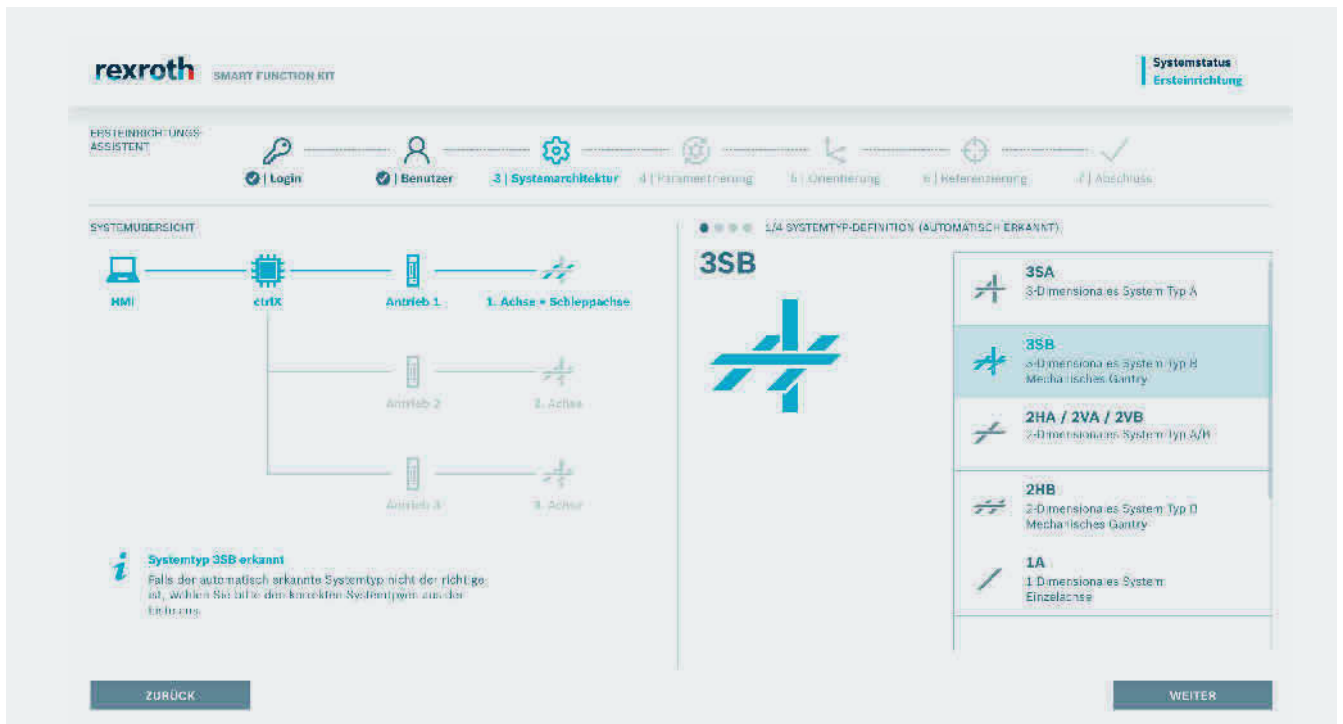 rexroth SMART FUNCTION KIT
Systemstatus
Ersteinrichtung
ERSTEINRICHTUNGS-
ASSISTENT
| Login
| Benutzer
3 | Systemarchitektur
4 | Parametrierung
5 | Orientierung
6 | Referenzierung
7 | Abschluss
SYSTEMÜBERSICHT
HMI
ctrlX
Antrieb 1
1. Achse + Schleppachse
Antrieb 2
2. Achse
Antrieb 3
3. Achse
Systemtyp 3SB erkannt
Falls der automatisch erkannte Systemtyp nicht der richtige
ist, wählen Sie bitte den korrekten Systemtypen aus der
Liste aus.
1/4 SYSTEMTYP-DEFINITION (AUTOMATISCH ERKANNT)
3SB
3SA
3-Dimensionales System Typ A
3SB
3-Dimensionales System Typ B
Mechanisches Gantry
2HA / 2VA / 2VB
2-Dimensionales System Typ A/B
2HB
2-Dimensionales System Typ
Mechanisches Gantry
1A
1 Dimensionales System
Einzelachse
ZURÜCK
WEITER